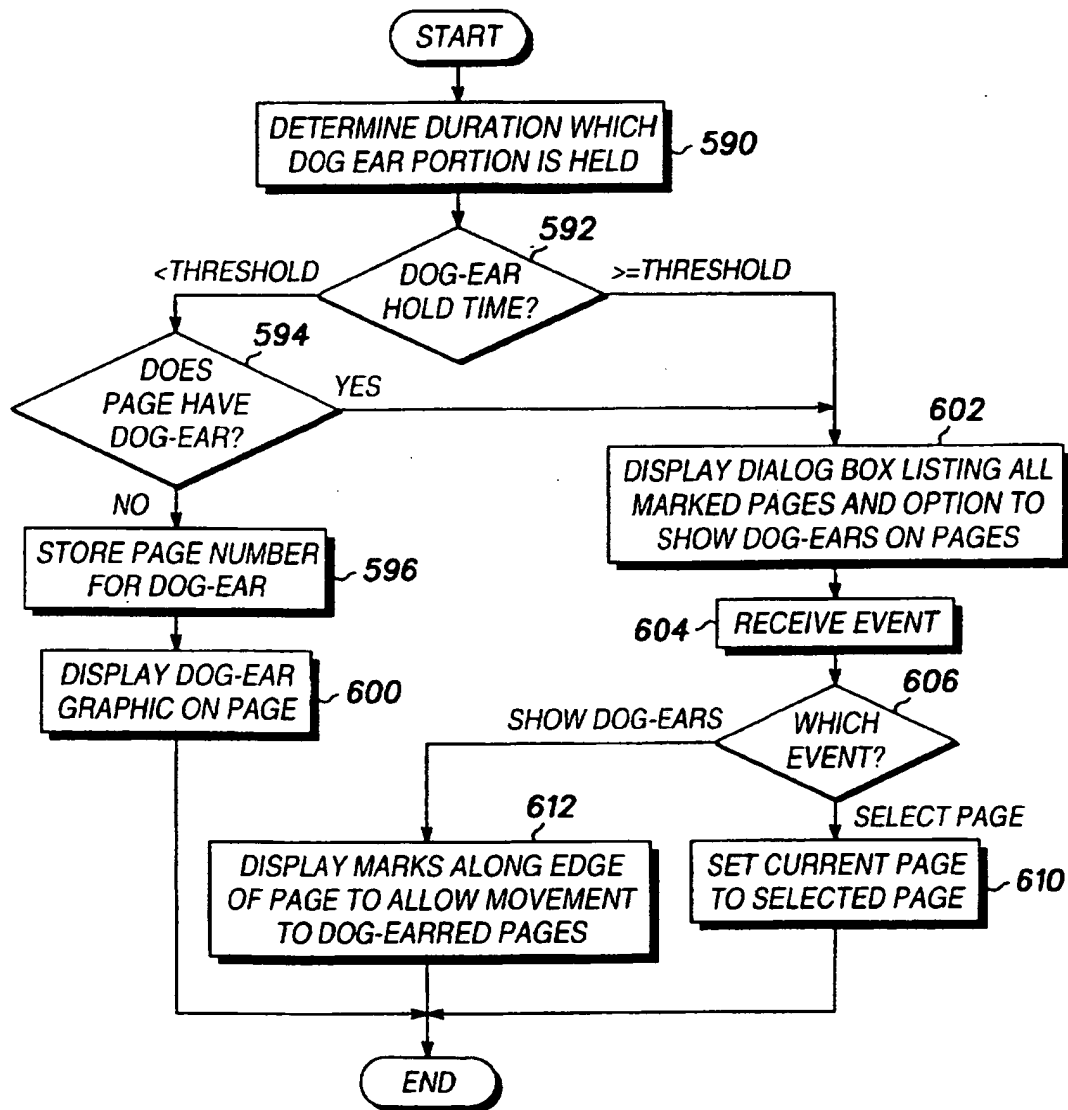 START
DETERMINE DURATION WHICH
DOG EAR PORTION IS HELD
590
592
<THRESHOLD
DOG-EAR
HOLD TIME?
>=THRESHOLD
594
DOES
PAGE HAVE
DOG-EAR?
YES
NO
602
DISPLAY DIALOG BOX LISTING ALL
MARKED PAGES AND OPTION TO
SHOW DOG-EARS ON PAGES
STORE PAGE NUMBER
FOR DOG-EAR
596
604
RECEIVE EVENT
DISPLAY DOG-EAR
GRAPHIC ON PAGE
600
606
SHOW DOG-EARS
WHICH
EVENT?
SELECT PAGE
612
DISPLAY MARKS ALONG EDGE
OF PAGE TO ALLOW MOVEMENT
TO DOG-EARRED PAGES
SET CURRENT PAGE
TO SELECTED PAGE
610
END